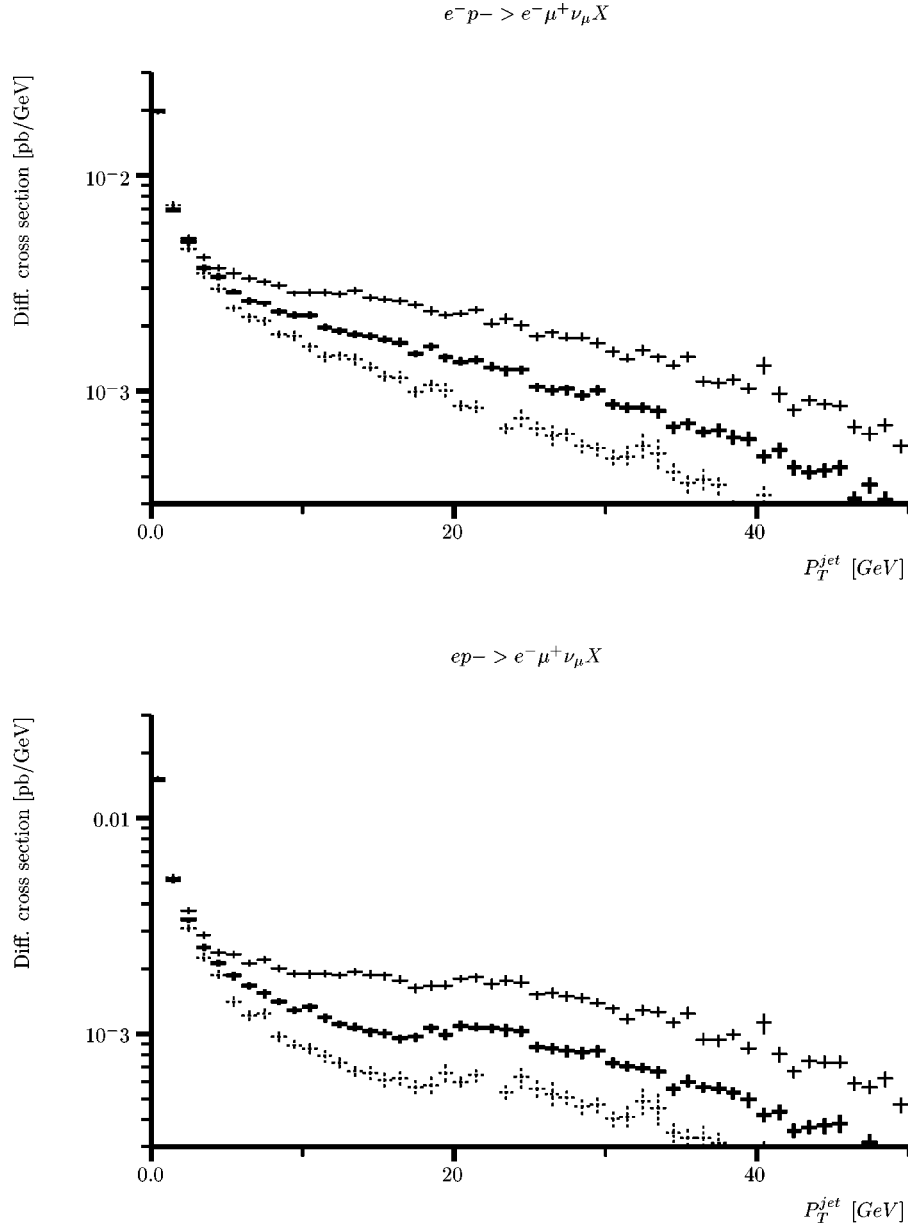 e⁻p− > e⁻μ⁺ν_μX
Diff. cross section [pb/GeV]
10⁻²
10⁻³
0.0 20 40
P_T^{jet} [GeV]
ep− > e⁻μ⁺ν_μX
Diff. cross section [pb/GeV]
0.01
10⁻³
0.0 20 40
P_T^{jet} [GeV]